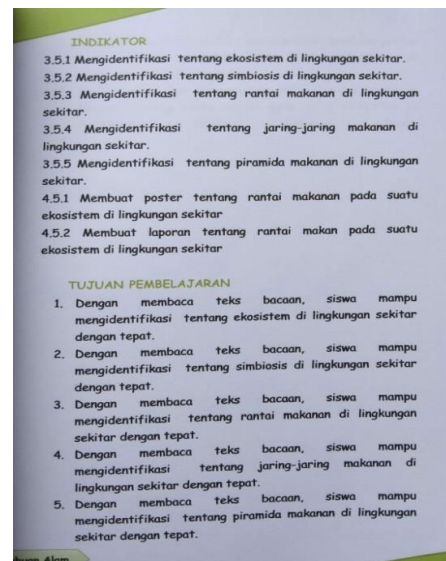 INDIKATOR
3.5.1 Mengidentifikasi tentang ekosistem di lingkungan sekitar.
3.5.2 Mengidentifikasi tentang simbiosis di lingkungan sekitar.
3.5.3 Mengidentifikasi tentang rantai makanan di lingkungan
sekitar.
3.5.4 Mengidentifikasi tentang jaring-jaring makanan di
lingkungan sekitar.
3.5.5 Mengidentifikasi tentang piramida makanan di lingkungan
sekitar.
4.5.1 Membuat poster tentang rantai makanan pada suatu
ekosistem di lingkungan sekitar
4.5.2 Membuat laporan tentang rantai makan pada suatu
ekosistem di lingkungan sekitar
TUJUAN PEMBELAJARAN
1. Dengan membaca teks bacaan, siswa mampu
mengidentifikasi tentang ekosistem di lingkungan sekitar
dengan tepat.
2. Dengan membaca teks bacaan, siswa mampu
mengidentifikasi tentang simbiosis di lingkungan sekitar
dengan tepat.
3. Dengan membaca teks bacaan, siswa mampu
mengidentifikasi tentang rantai makanan di lingkungan
sekitar dengan tepat.
4. Dengan membaca teks bacaan, siswa mampu
mengidentifikasi tentang jaring-jaring makanan di
lingkungan sekitar dengan tepat.
5. Dengan membaca teks bacaan, siswa mampu
mengidentifikasi tentang piramida makanan di lingkungan
sekitar dengan tepat.
Alam